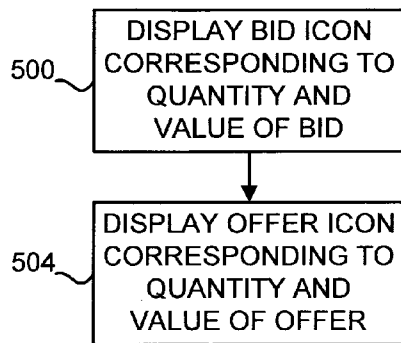 500
DISPLAY BID ICON
CORRESPONDING TO
QUANTITY AND
VALUE OF BID
504
DISPLAY OFFER ICON
CORRESPONDING TO
QUANTITY AND
VALUE OF OFFER